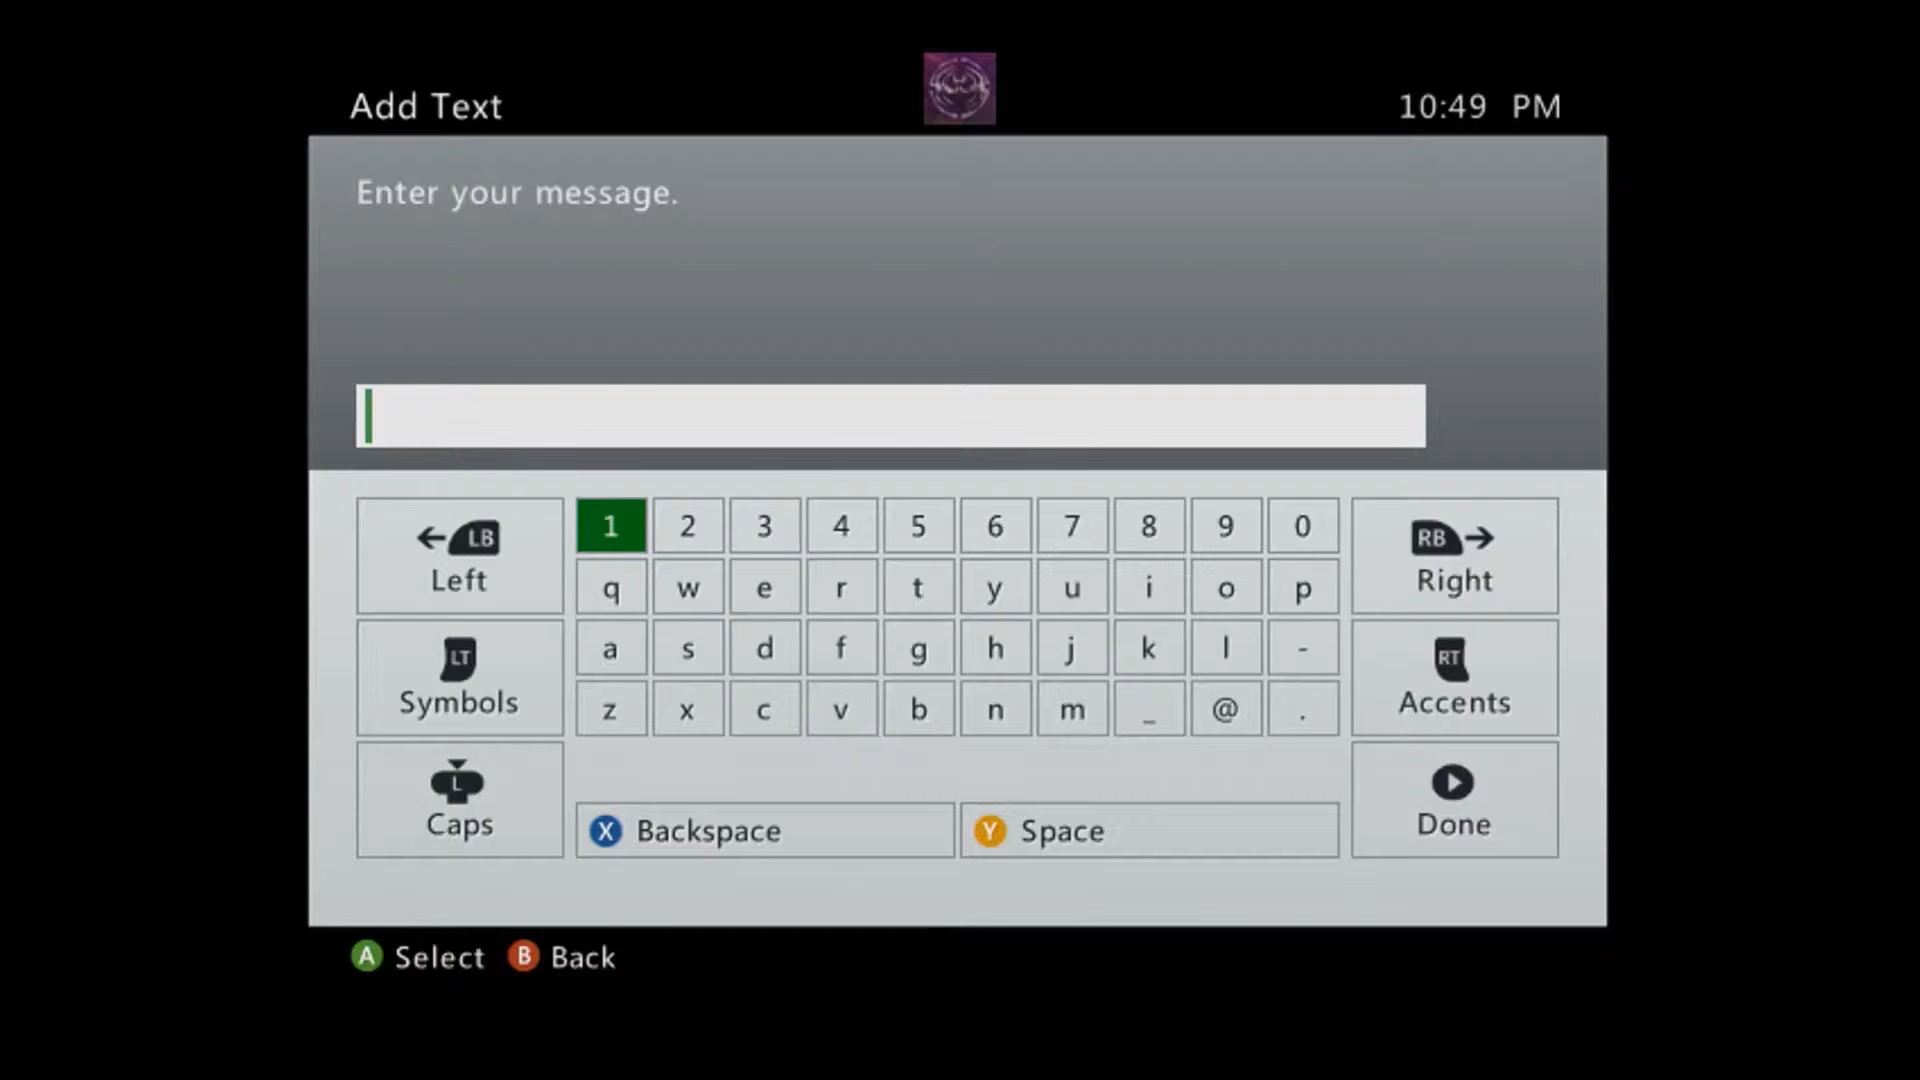 Add Text
10:49 PM
Enter your message.
LB
Left
1 2 3 4 5 6 7 8 9 0
RB
Right
q w e r t y u i o p
LT
Symbols
a s d f g h j k l -
RT
Accents
z x c v b n m _ @ .
L
Caps
X Backspace
Y Space
Done
A Select B Back